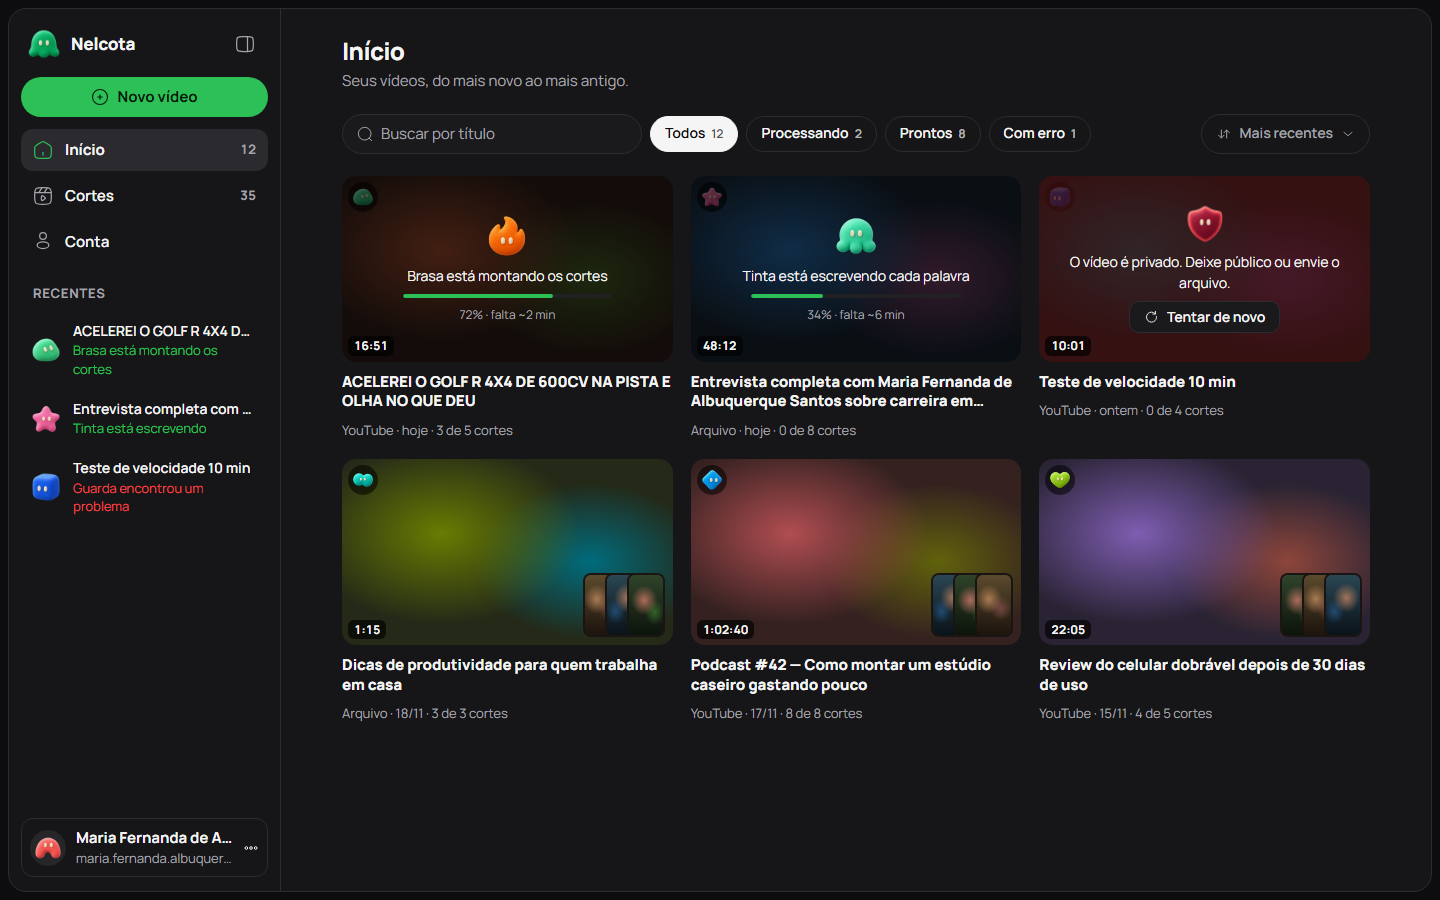 Nelcota
Novo vídeo
Início 12
Cortes 35
Conta
RECENTES
ACELEREI O GOLF R 4X4 D...
Brasa está montando os
cortes
Entrevista completa com ...
Tinta está escrevendo
Teste de velocidade 10 min
Guarda encontrou um
problema
Maria Fernanda de A...
maria.fernanda.albuquer...
Início
Seus vídeos, do mais novo ao mais antigo.
Buscar por título
Todos 12
Processando 2
Prontos 8
Com erro 1
Mais recentes
Brasa está montando os cortes
72% · falta ~2 min
16:51
ACELEREI O GOLF R 4X4 DE 600CV NA PISTA E
OLHA NO QUE DEU
YouTube · hoje · 3 de 5 cortes
Tinta está escrevendo cada palavra
34% · falta ~6 min
48:12
Entrevista completa com Maria Fernanda de
Albuquerque Santos sobre carreira em...
Arquivo · hoje · 0 de 8 cortes
O vídeo é privado. Deixe público ou envie o
arquivo.
Tentar de novo
10:01
Teste de velocidade 10 min
YouTube · ontem · 0 de 4 cortes
1:15
Dicas de produtividade para quem trabalha
em casa
Arquivo · 18/11 · 3 de 3 cortes
1:02:40
Podcast #42 — Como montar um estúdio
caseiro gastando pouco
YouTube · 17/11 · 8 de 8 cortes
22:05
Review do celular dobrável depois de 30 dias
de uso
YouTube · 15/11 · 4 de 5 cortes